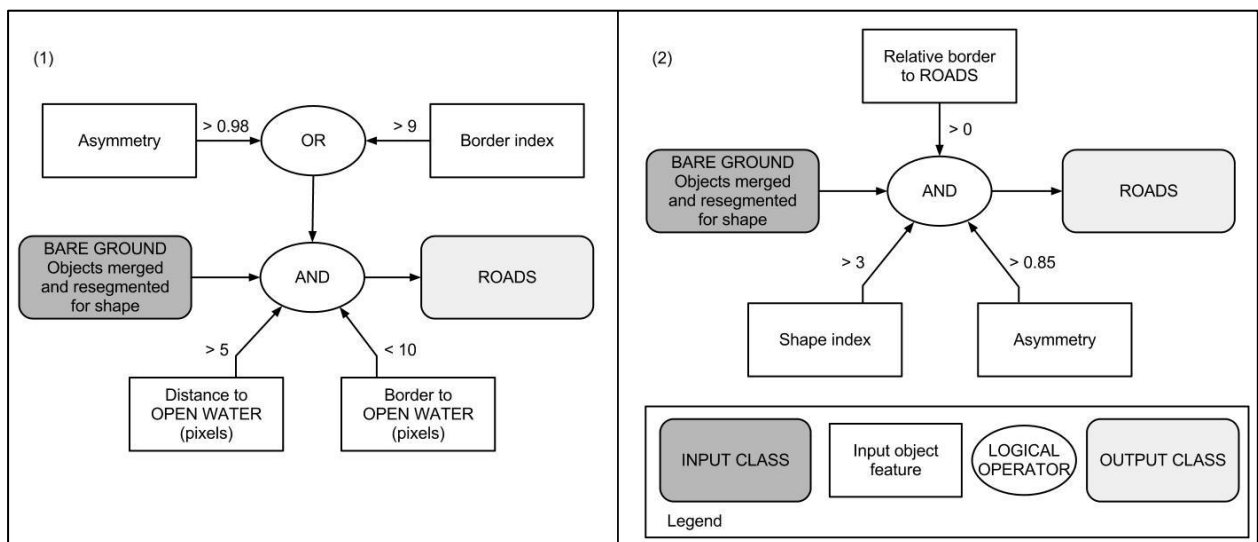 (1)
Asymmetry
> 0.98
OR
> 9
Border index
BARE GROUND
Objects merged
and resegmented
for shape
AND
ROADS
> 5
< 10
Distance to
OPEN WATER
(pixels)
Border to
OPEN WATER
(pixels)
(2)
Relative border
to ROADS
> 0
BARE GROUND
Objects merged
and resegmented
for shape
AND
ROADS
> 3
> 0.85
Shape index
Asymmetry
INPUT CLASS
Input object
feature
LOGICAL
OPERATOR
OUTPUT CLASS
Legend